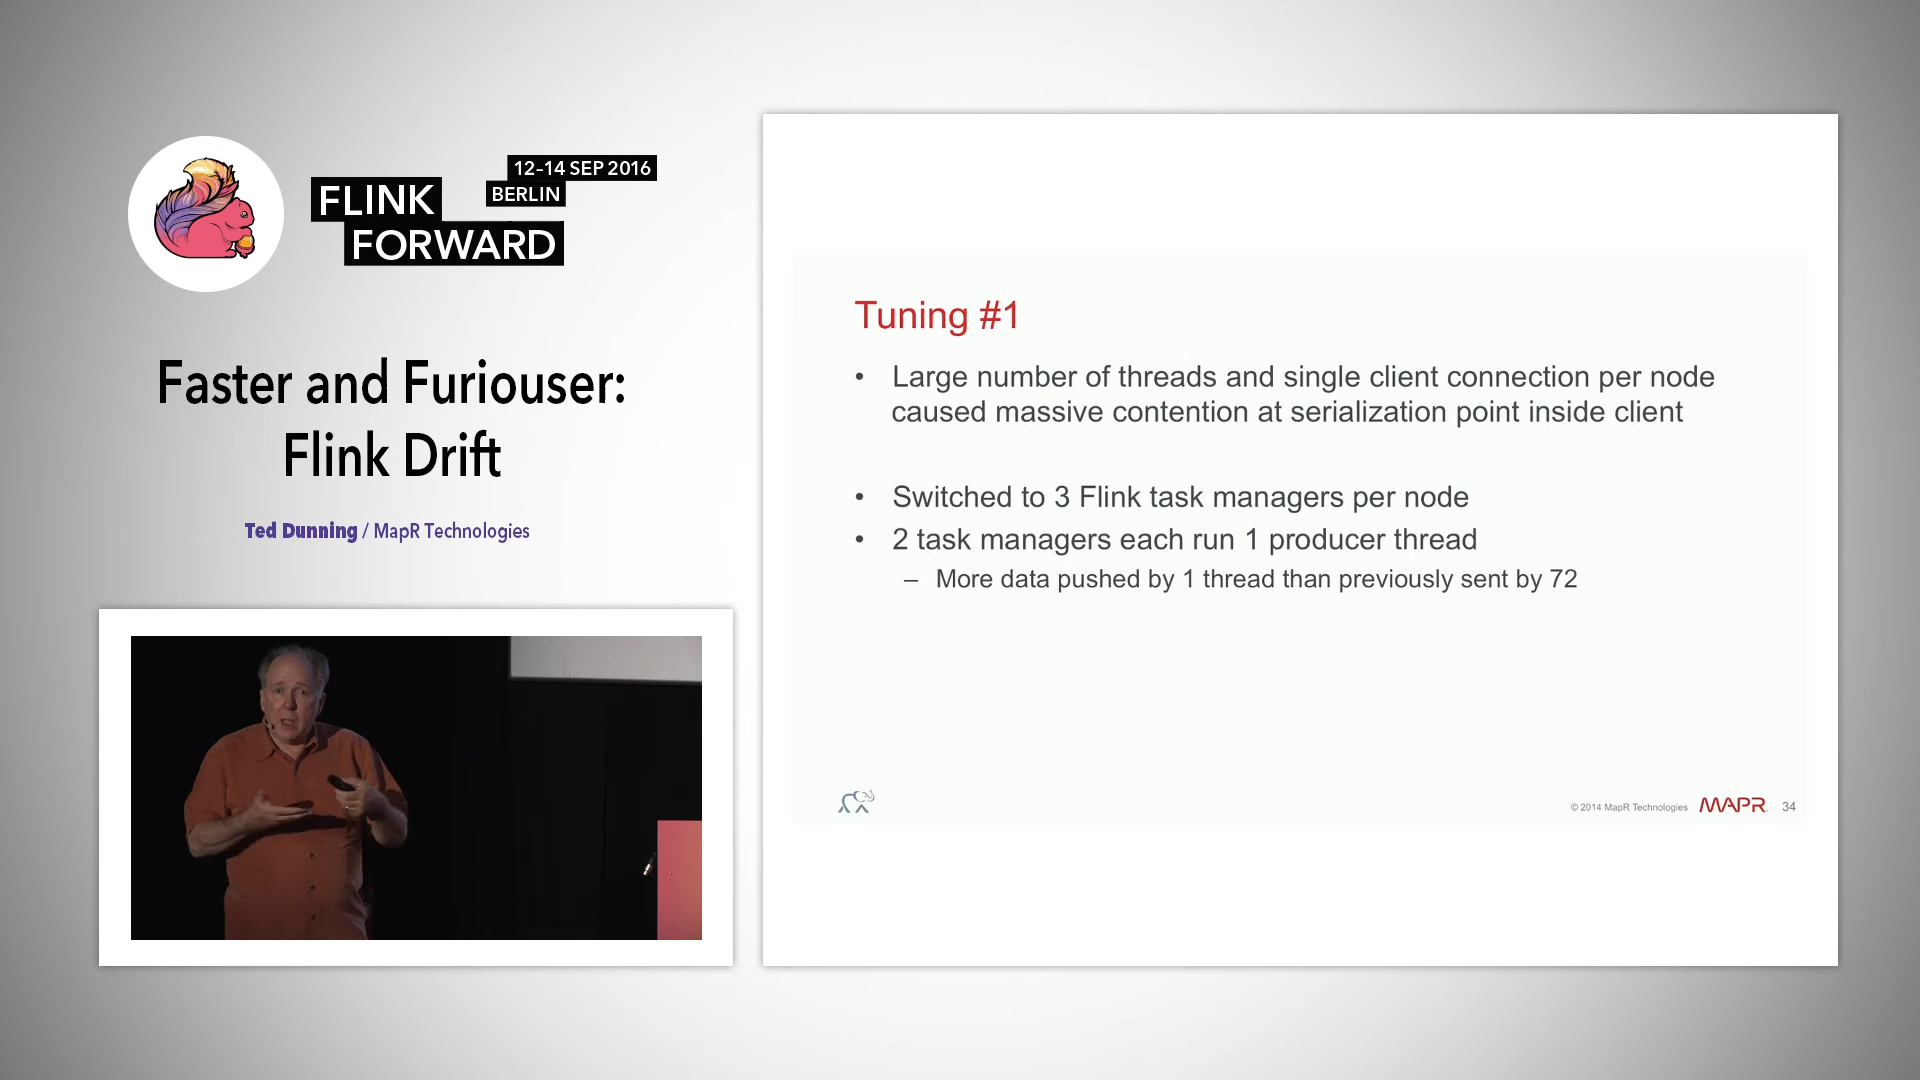 12-14 SEP 2016
BERLIN
FLINK
FORWARD
Faster and Furiouser:
Flink Drift
Ted Dunning / MapR Technologies
Tuning #1
• Large number of threads and single client connection per node
caused massive contention at serialization point inside client
• Switched to 3 Flink task managers per node
• 2 task managers each run 1 producer thread
– More data pushed by 1 thread than previously sent by 72
© 2014 MapR Technologies MAPR 34